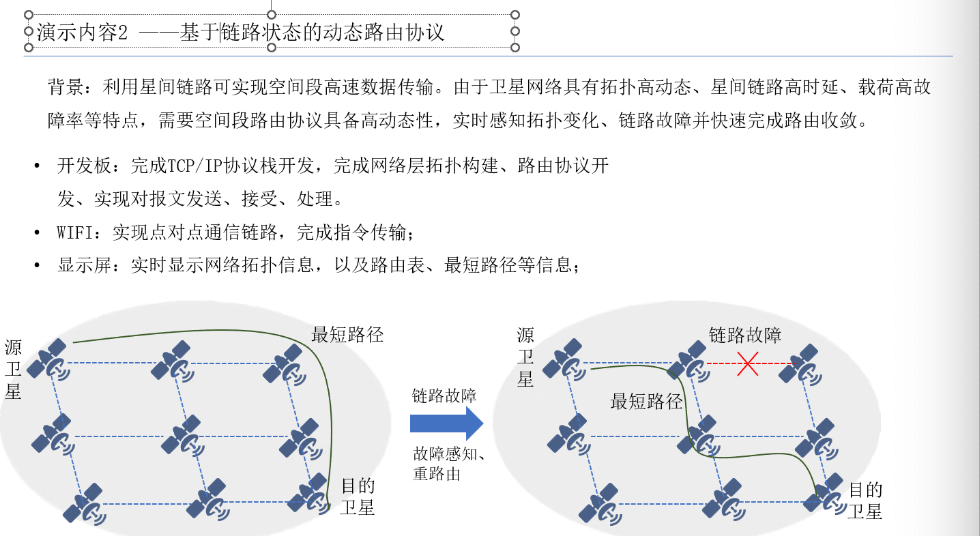 演示内容2 ——基于链路状态的动态路由协议
背景：利用星间链路可实现空间段高速数据传输。由于卫星网络具有拓扑高动态、星间链路高时延、载荷高故
障率等特点，需要空间段路由协议具备高动态性，实时感知拓扑变化、链路故障并快速完成路由收敛。
• 开发板：完成TCP/IP协议栈开发，完成网络层拓扑构建、路由协议开
发、实现对报文发送、接受、处理。
• WIFI：实现点对点通信链路，完成指令传输；
• 显示屏：实时显示网络拓扑信息，以及路由表、最短路径等信息；
源
卫
星
最短路径
目的
卫星
链路故障
故障感知、
重路由
源
卫
星
链路故障
最短路径
目的
卫星